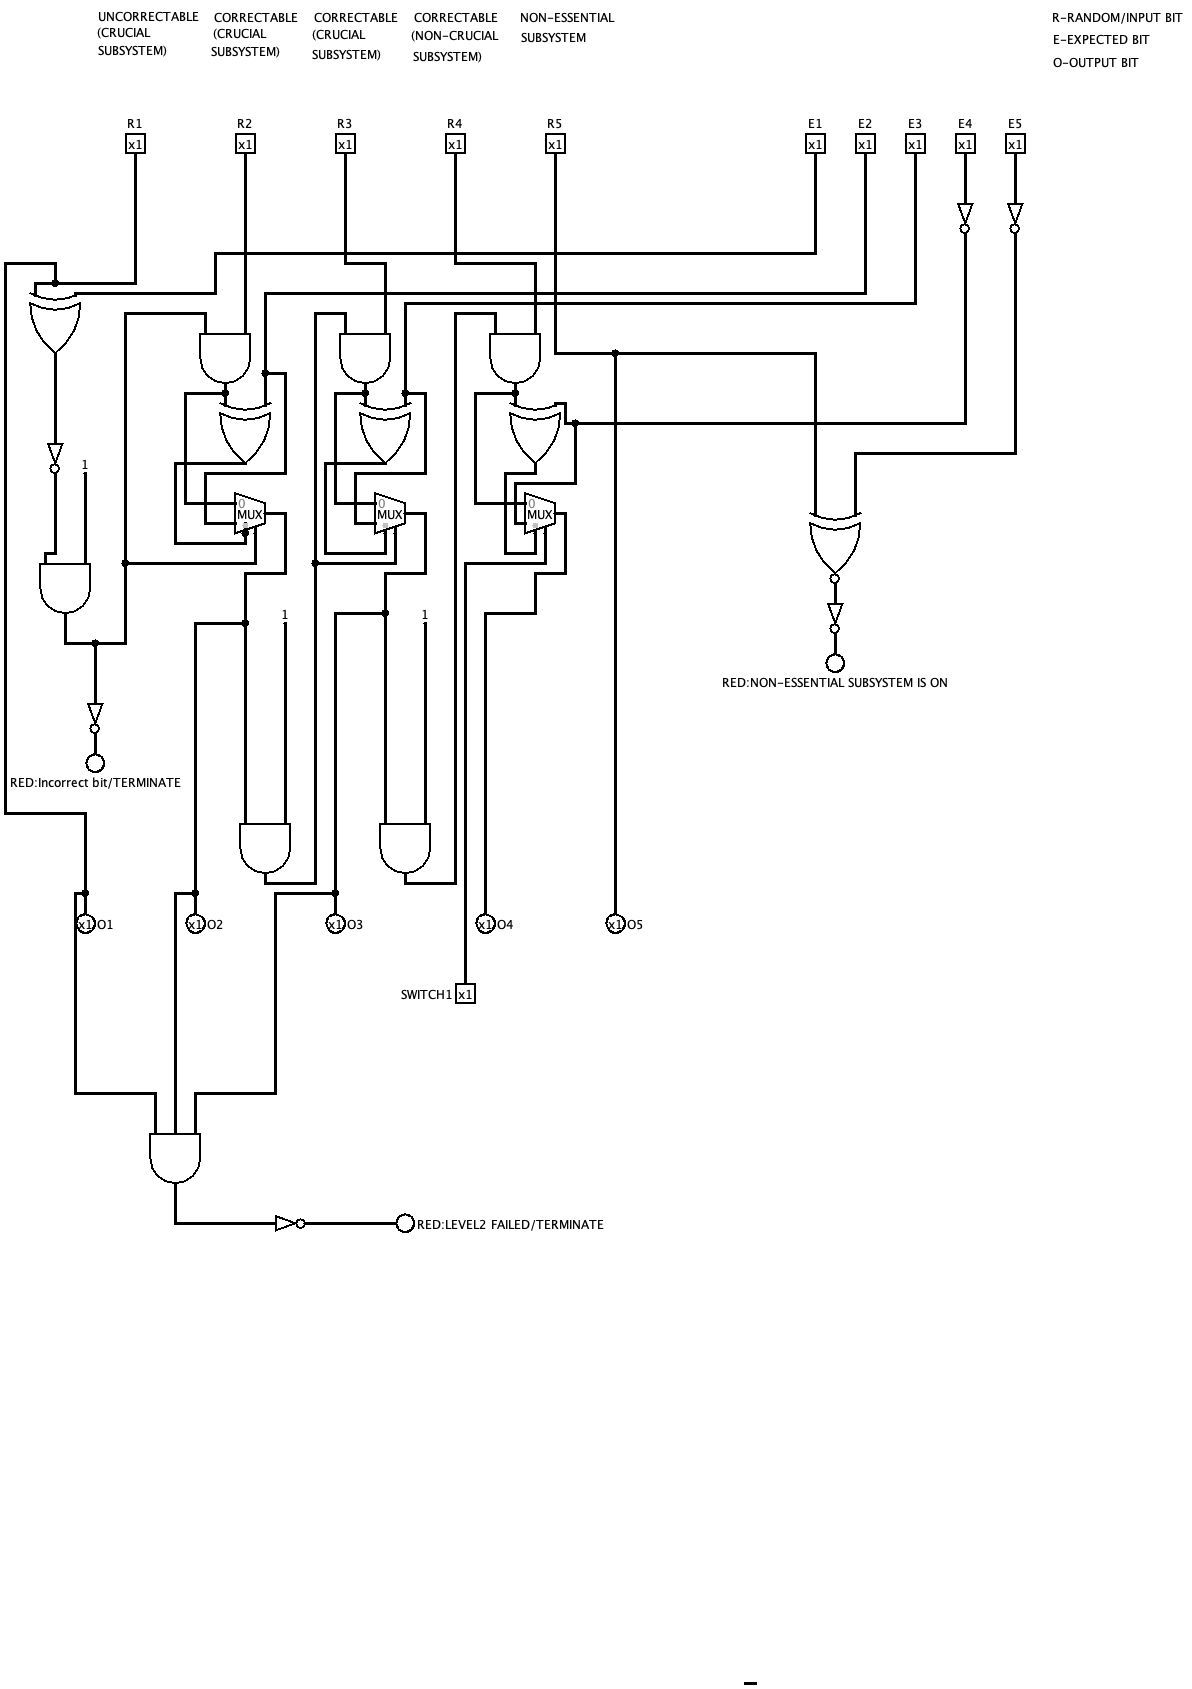 UNCORRECTABLE
(CRUCIAL
SUBSYSTEM)
CORRECTABLE
(CRUCIAL
SUBSYSTEM)
CORRECTABLE
(CRUCIAL
SUBSYSTEM)
CORRECTABLE
(NON-CRUCIAL
SUBSYSTEM)
NON-ESSENTIAL
SUBSYSTEM
R-RANDOM/INPUT BIT
E-EXPECTED BIT
O-OUTPUT BIT
R1 R2 R3 R4 R5 E1 E2 E3 E4 E5
x1 x1 x1 x1 x1 x1 x1 x1 x1 x1
1
0 0 0
MUX MUX MUX
1 1
RED:NON-ESSENTIAL SUBSYSTEM IS ON
RED:Incorrect bit/TERMINATE
x1 O1 x1 O2 x1 O3 x1 O4 x1 O5
SWITCH1 x1
RED:LEVEL2 FAILED/TERMINATE